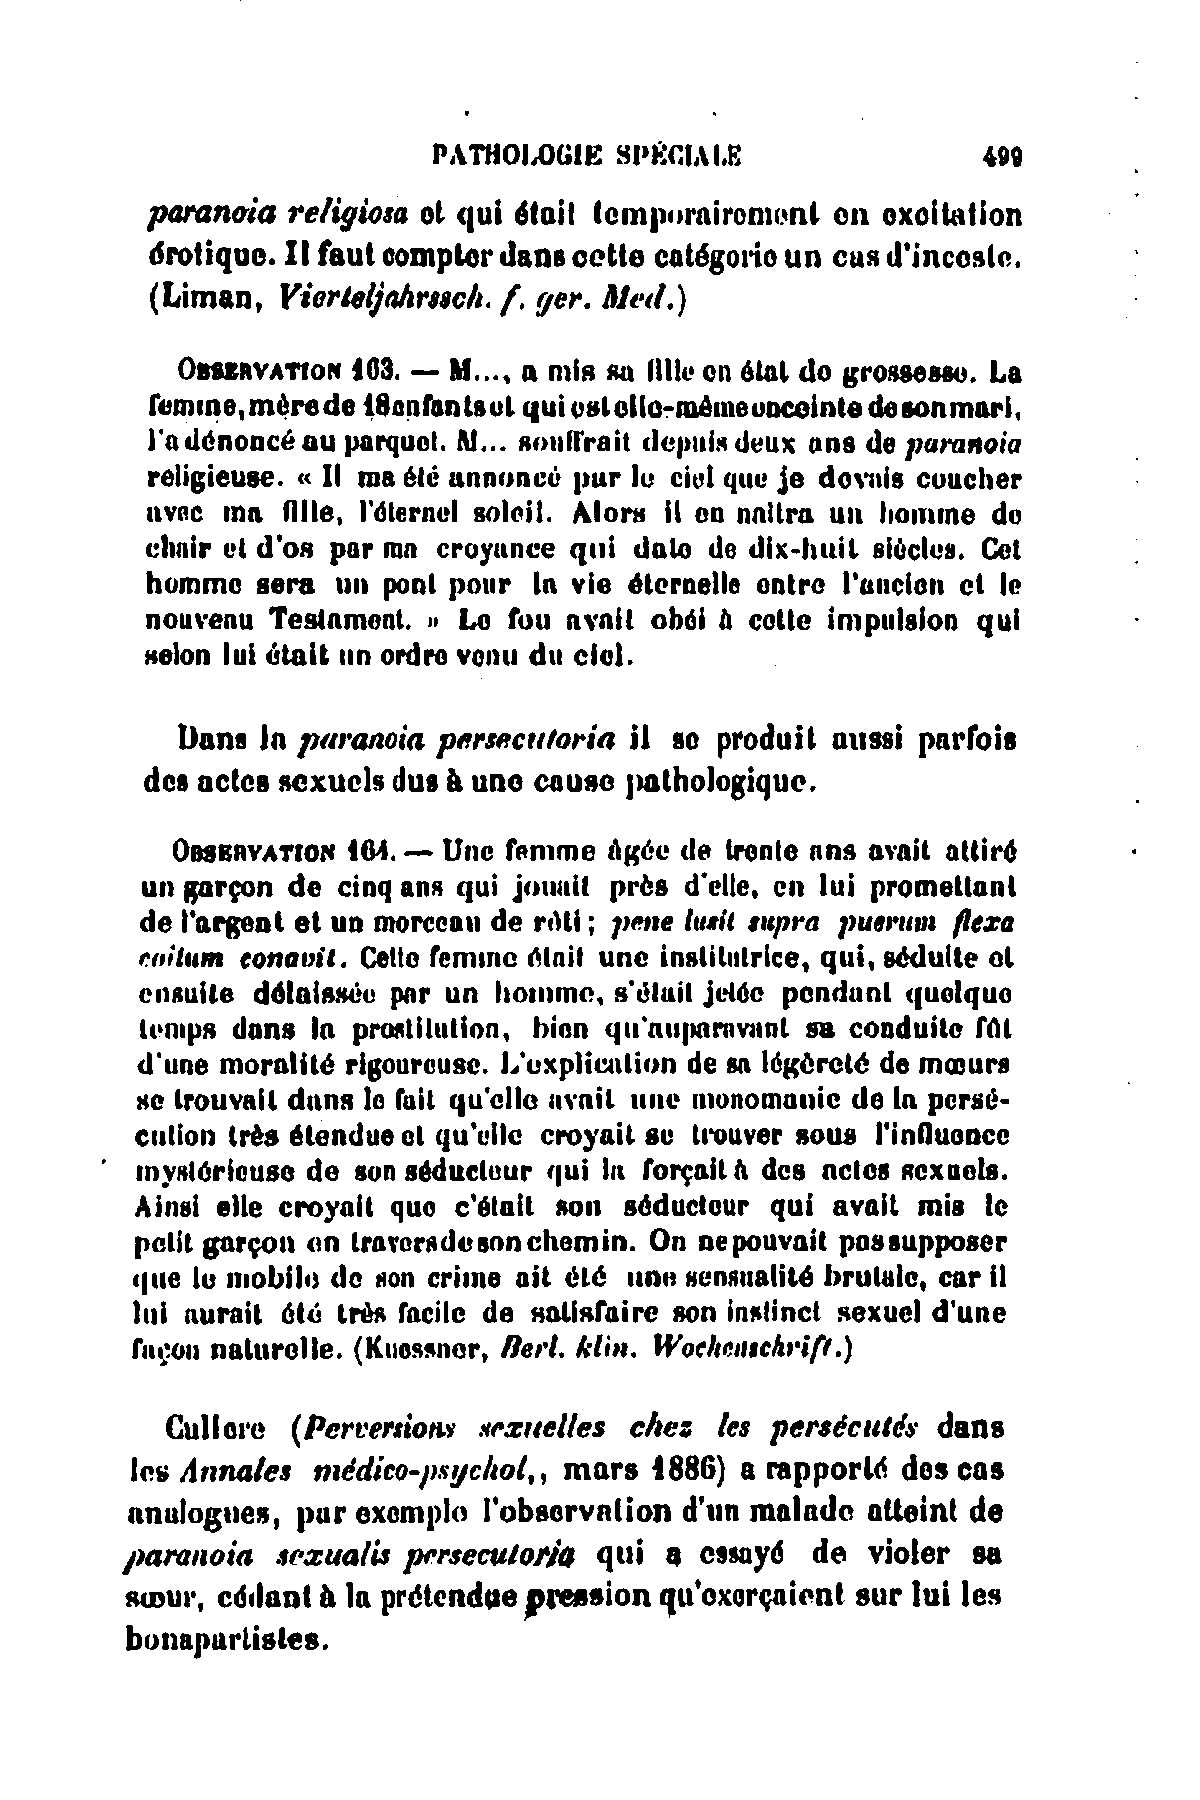 PATHOLOGIE SPÉCIALE 499
paranoia religiosa et qui était temporairement en excitation
érotique. Il faut compter dans cette catégorie un cas d'inceste.
(Liman, Vierteljahrssch. f. ger. Med.)
OBSERVATION 163. — M..., a mis sa fille en état de grossesse. La
femme, mère de 18 enfants et qui est elle-même enceinte de son mari,
l'a dénoncé au parquet. M... souffrait depuis deux ans de paranoia
religieuse. « Il ma été annoncé par le ciel que je devais coucher
avec ma fille, l'éternel soleil. Alors il en naîtra un homme de
chair et d'os par ma croyance qui date de dix-huit siècles. Cet
homme sera un pont pour la vie éternelle entre l'ancien et le
nouveau Testament. » Le fou avait obéi à cette impulsion qui
selon lui était un ordre venu du ciel.
Dans la paranoia persecutoria il se produit aussi parfois
des actes sexuels dus à une cause pathologique.
OBSERVATION 164. — Une femme âgée de trente ans avait attiré
un garçon de cinq ans qui jouait près d'elle, en lui promettant
de l'argent et un morceau de rôti ; pene lusit supra puerum flexa
coitum conavit. Cette femme était une institutrice, qui, séduite et
ensuite délaissée par un homme, s'était jetée pendant quelque
temps dans la prostitution, bien qu'auparavant sa conduite fût
d'une moralité rigoureuse. L'explication de sa légèreté de mœurs
se trouvait dans le fait qu'elle avait une monomanie de la persé-
cution très étendue et qu'elle croyait se trouver sous l'influence
mystérieuse de son séducteur qui la forçait à des actes sexuels.
Ainsi elle croyait que c'était son séducteur qui avait mis le
petit garçon en travers de son chemin. On ne pouvait pas supposer
que le mobile de son crime ait été une sensualité brutale, car il
lui aurait été très facile de satisfaire son instinct sexuel d'une
façon naturelle. (Kuessner, Berl. klin. Wochenschrift.)
Cullere (Perversions sexuelles chez les persécutés dans
les Annales médico-psychol,, mars 1886) a rapporté des cas
analogues, par exemple l'observation d'un malade atteint de
paranoia sexualis persecutoria qui a essayé de violer sa
sœur, cédant à la prétendue pression qu'exerçaient sur lui les
bonapartistes.